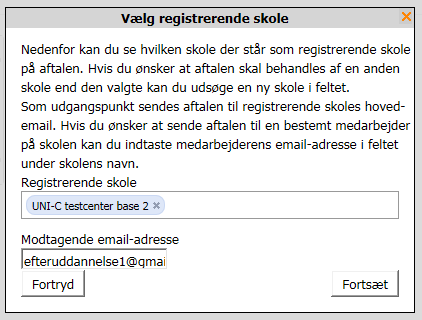 Vælg registrerende skole
Nedenfor kan du se hvilken skole der står som registrerende skole
på aftalen. Hvis du ønsker at aftalen skal behandles af en anden
skole end den valgte kan du udsøge en ny skole i feltet.
Som udgangspunkt sendes aftalen til registrerende skoles hoved-
email. Hvis du ønsker at sende aftalen til en bestemt medarbejder
på skolen kan du indtaste medarbejderens email-adresse i feltet
under skolens navn.
Registrerende skole
UNI-C testcenter base 2
Modtagende email-adresse
efteruddannelse1@gmai
Fortryd Fortsæt